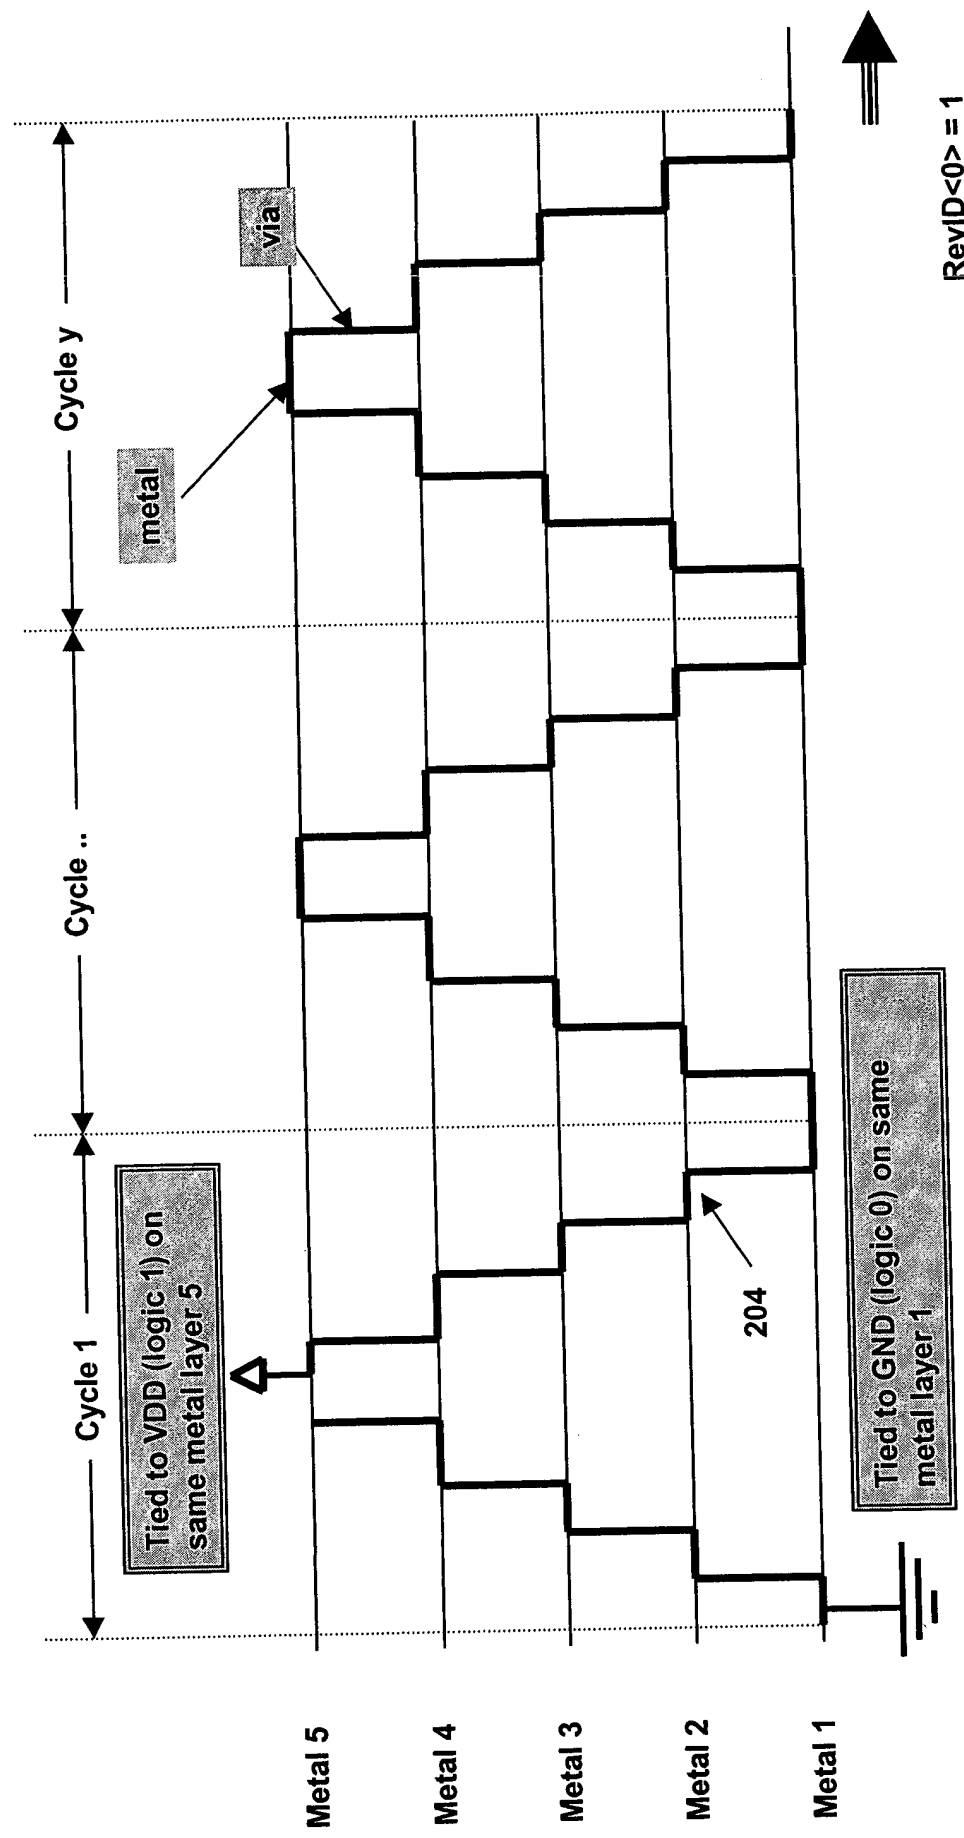 Cycle 1
Cycle ..
Cycle y
Tied to VDD (logic 1) on
same metal layer 5
metal
via
Metal 5
Metal 4
Metal 3
Metal 2
Metal 1
204
Tied to GND (logic 0) on same
metal layer 1
RevID<0> = 1